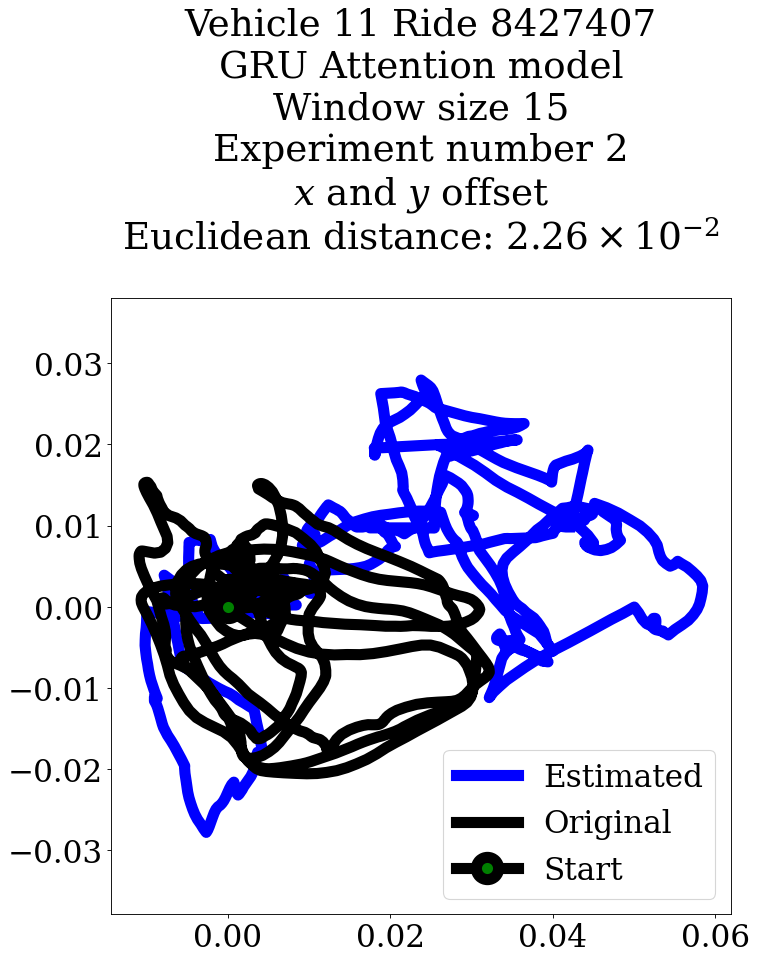 Vehicle 11 Ride 8427407
GRU Attention model
Window size 15
Experiment number 2
x and y offset
Euclidean distance: 2.26 × 10⁻²
0.03
0.02
0.01
0.00
−0.01
−0.02
−0.03
Estimated
Original
Start
0.00 0.02 0.04 0.06